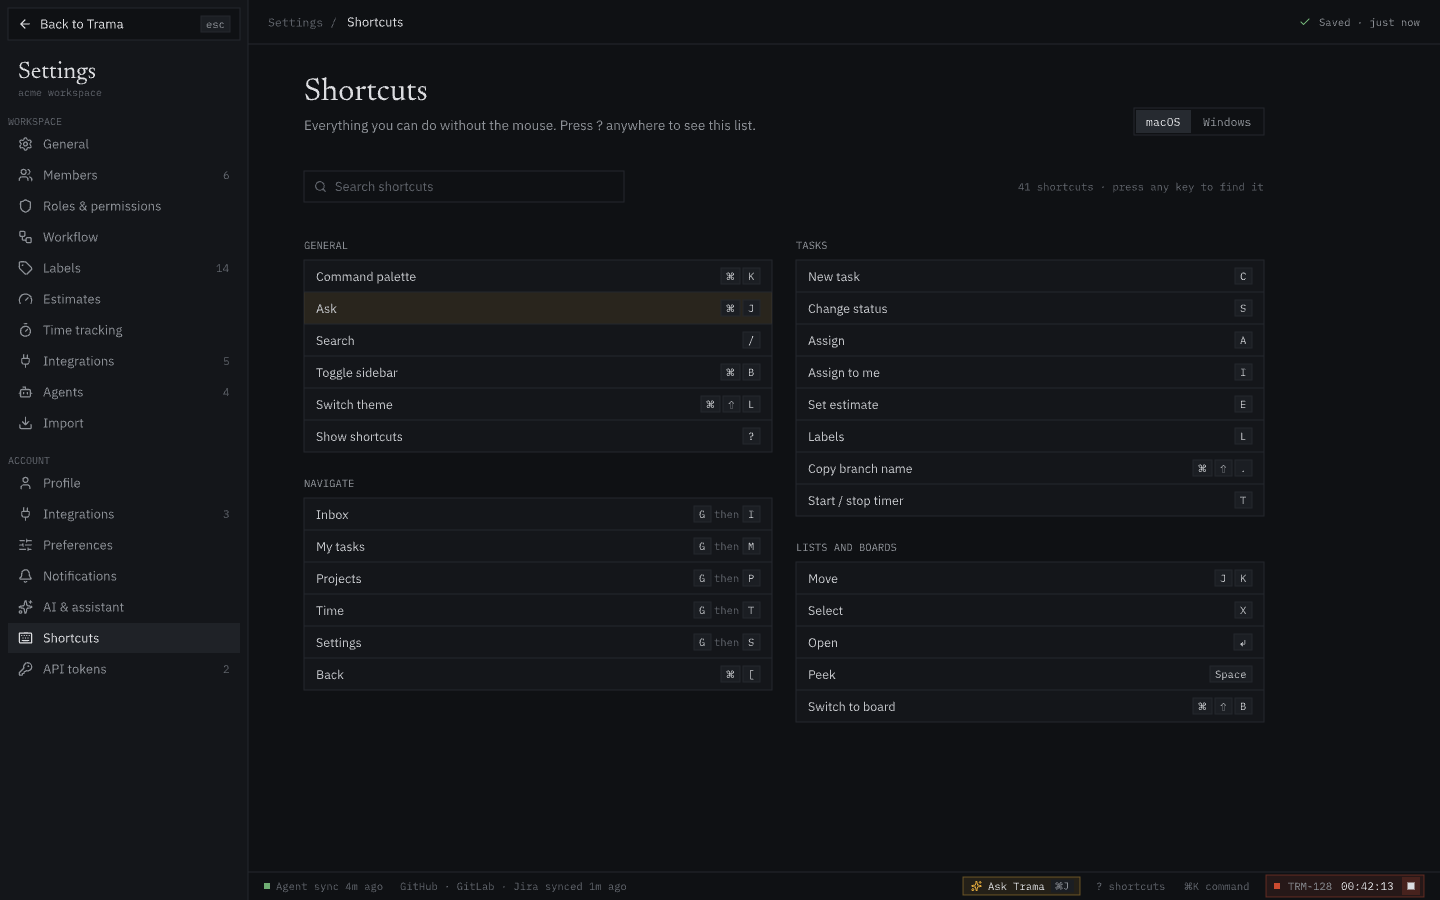 Back to Trama esc
Settings
acme workspace
WORKSPACE
General
Members 6
Roles & permissions
Workflow
Labels 14
Estimates
Time tracking
Integrations 5
Agents 4
Import
ACCOUNT
Profile
Integrations 3
Preferences
Notifications
AI & assistant
Shortcuts
API tokens 2
Settings / Shortcuts
Saved · just now
Shortcuts
Everything you can do without the mouse. Press ? anywhere to see this list.
macOS Windows
Search shortcuts
41 shortcuts · press any key to find it
GENERAL
Command palette ⌘ K
Ask ⌘ J
Search /
Toggle sidebar ⌘ B
Switch theme ⌘ ⇧ L
Show shortcuts ?
NAVIGATE
Inbox G then I
My tasks G then M
Projects G then P
Time G then T
Settings G then S
Back ⌘ [
TASKS
New task C
Change status S
Assign A
Assign to me I
Set estimate E
Labels L
Copy branch name ⌘ ⇧ .
Start / stop timer T
LISTS AND BOARDS
Move J K
Select X
Open ↲
Peek Space
Switch to board ⌘ ⇧ B
Agent sync 4m ago GitHub · GitLab · Jira synced 1m ago
Ask Trama ⌘J ? shortcuts ⌘K command TRM-128 00:42:13